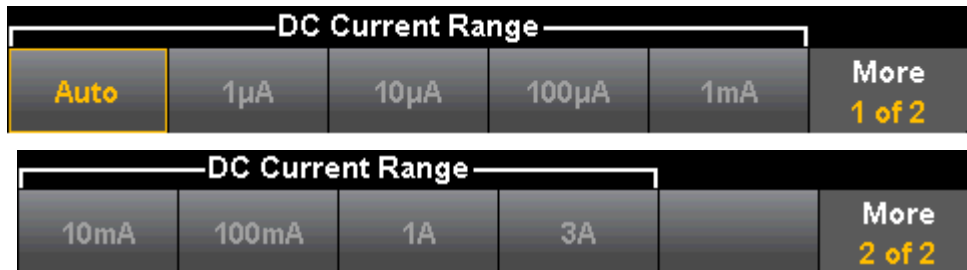 DC Current Range
Auto 1µA 10µA 100µA 1mA More
1 of 2
DC Current Range
10mA 100mA 1A 3A More
2 of 2